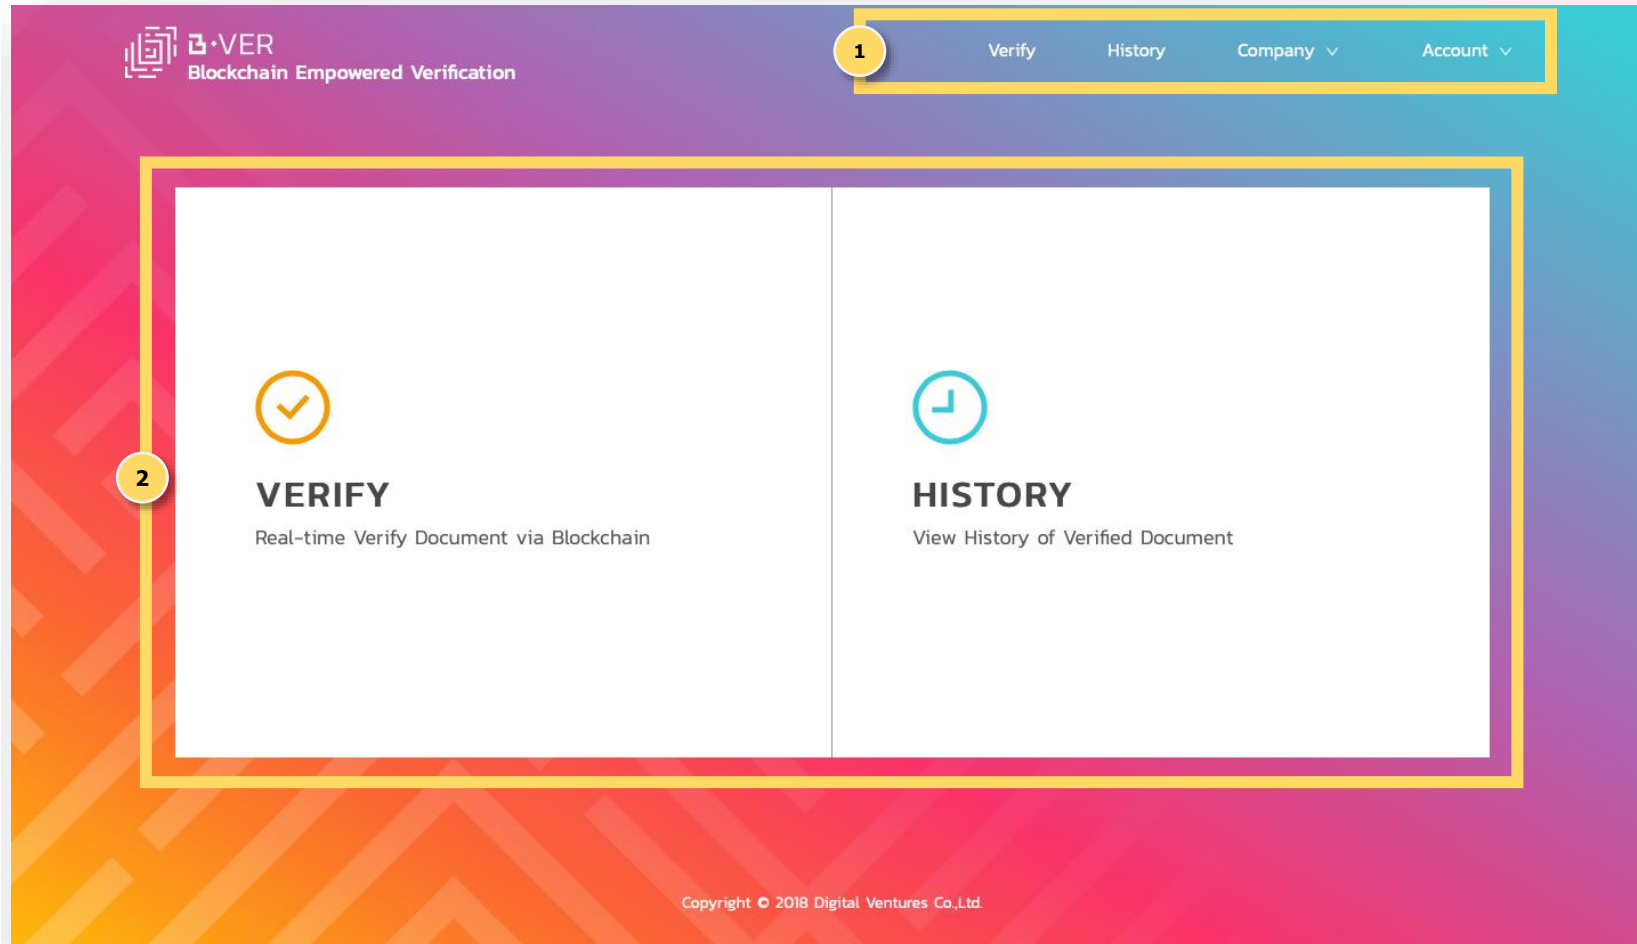 B·VER
Blockchain Empowered Verification
1
Verify History Company Account
2
VERIFY
Real-time Verify Document via Blockchain
HISTORY
View History of Verified Document
Copyright © 2018 Digital Ventures Co.,Ltd.